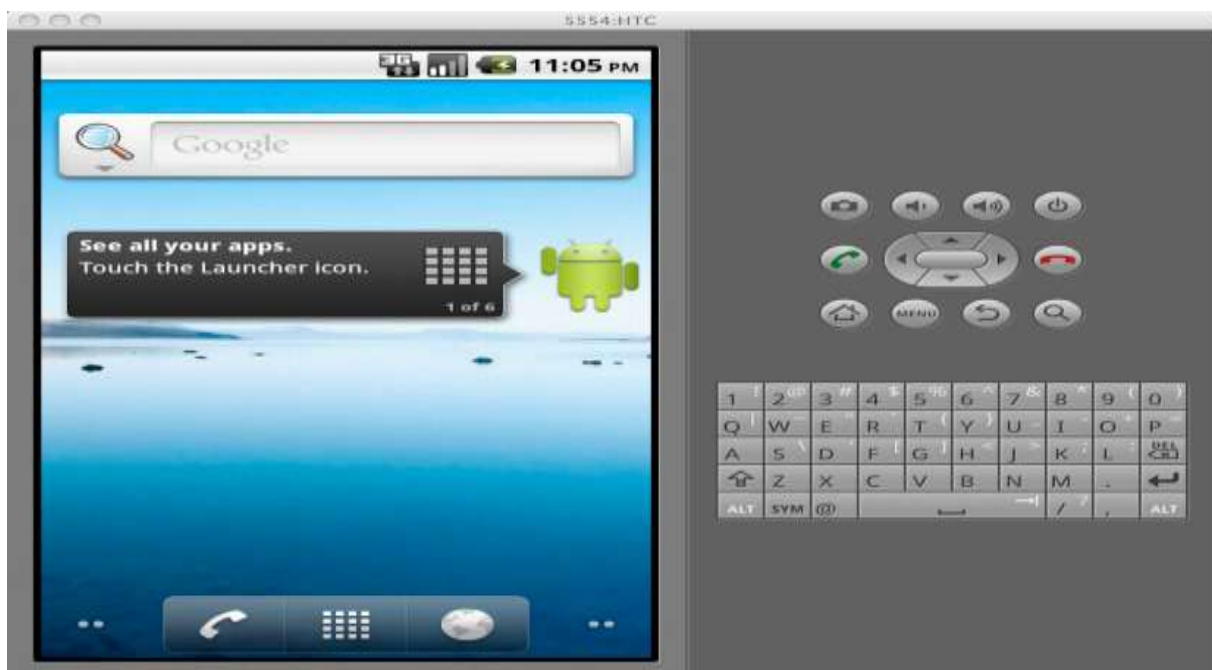 5554:HTC
3G 11:05 PM
Google
See all your apps.
Touch the Launcher icon.
1 of 6
MENU
1 ! 2 @ 3 # 4 $ 5 % 6 ^ 7 & 8 * 9 ( 0 )
Q | W E " R T { Y } U I O + P =
A S \ D ' F [ G ] H < J > K ; L : DEL
Z X C V B N M .
ALT SYM @ / ? , ALT